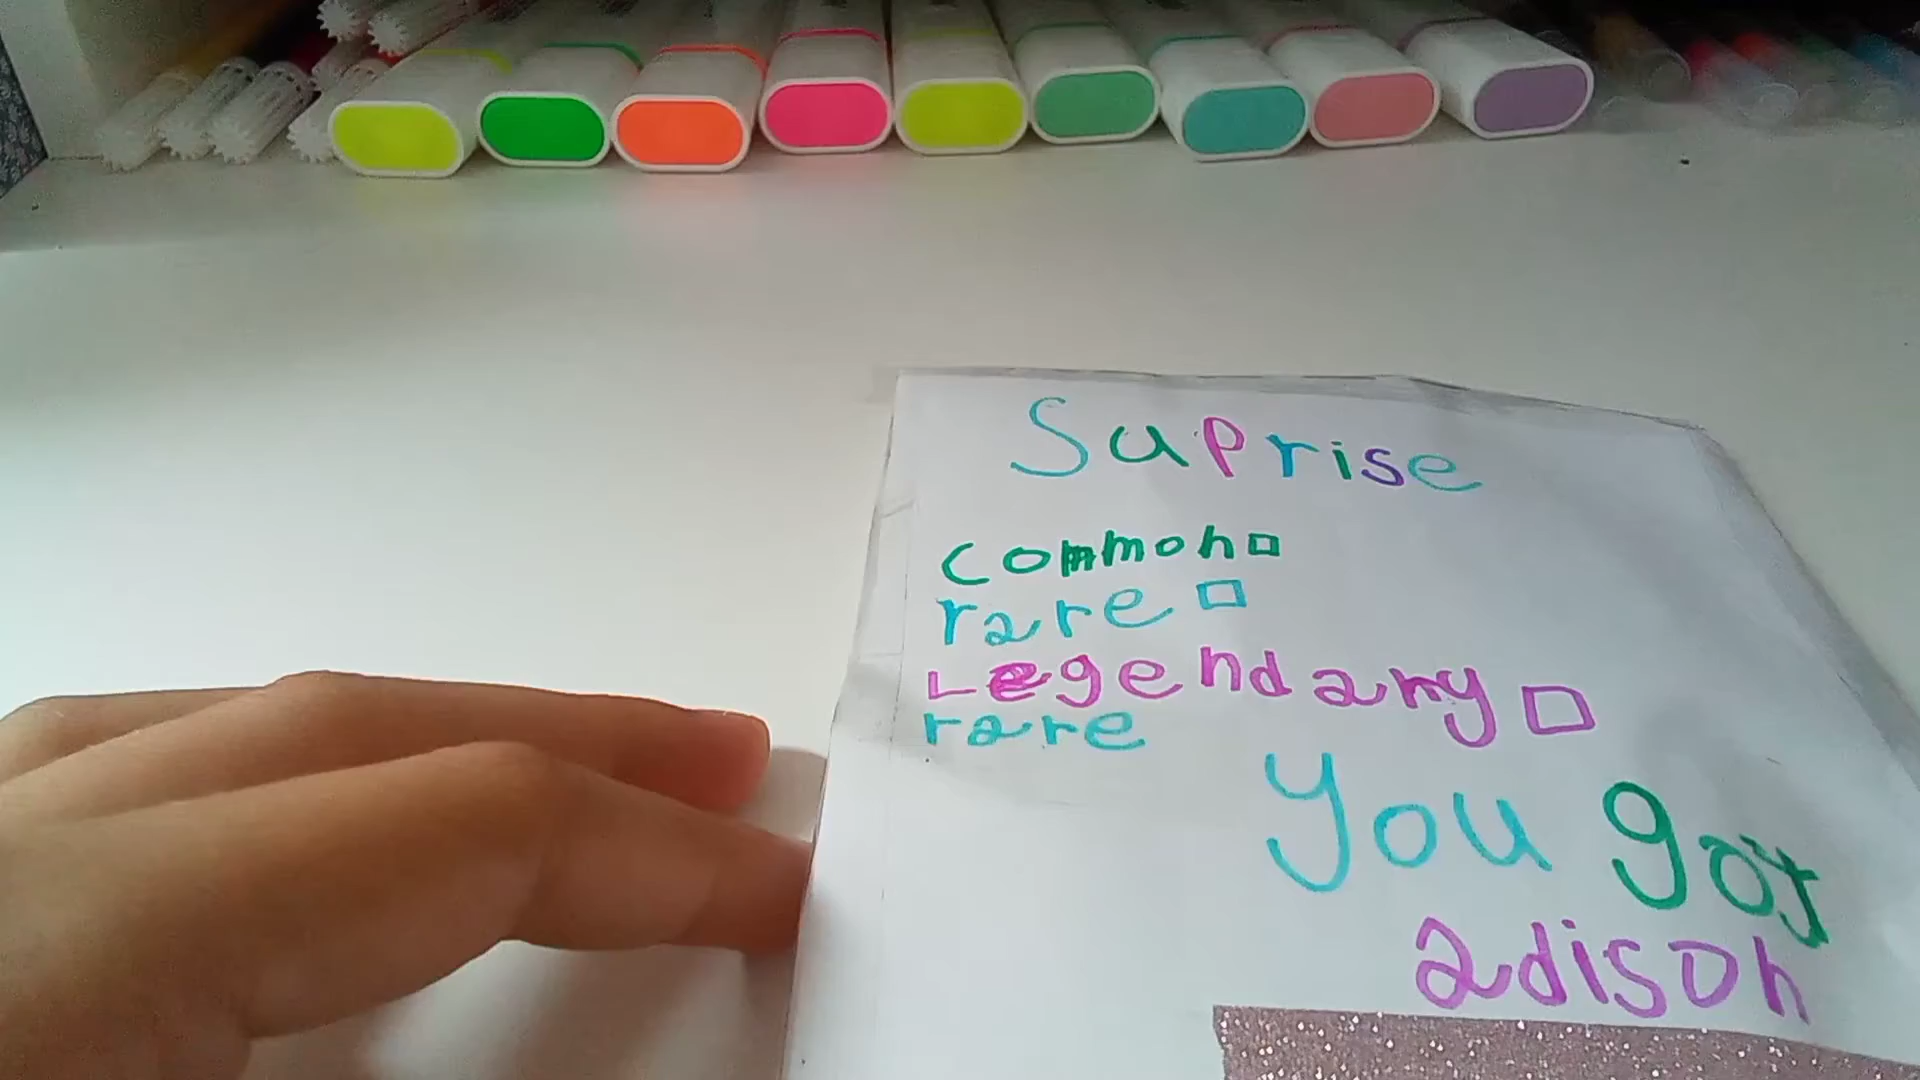 Suprise
common
rare
Legendary
rare
you got
adison